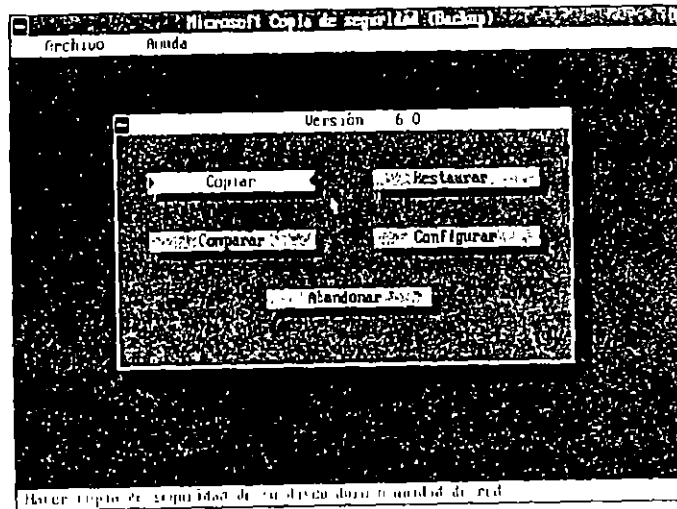 Microsoft Copia de seguridad (Backup)
Archivo Ayuda
Versión 6.0
Copiar Restaurar
Comparar Configurar
Abandonar
Hacer copia de seguridad de su disco duro o unidad de red